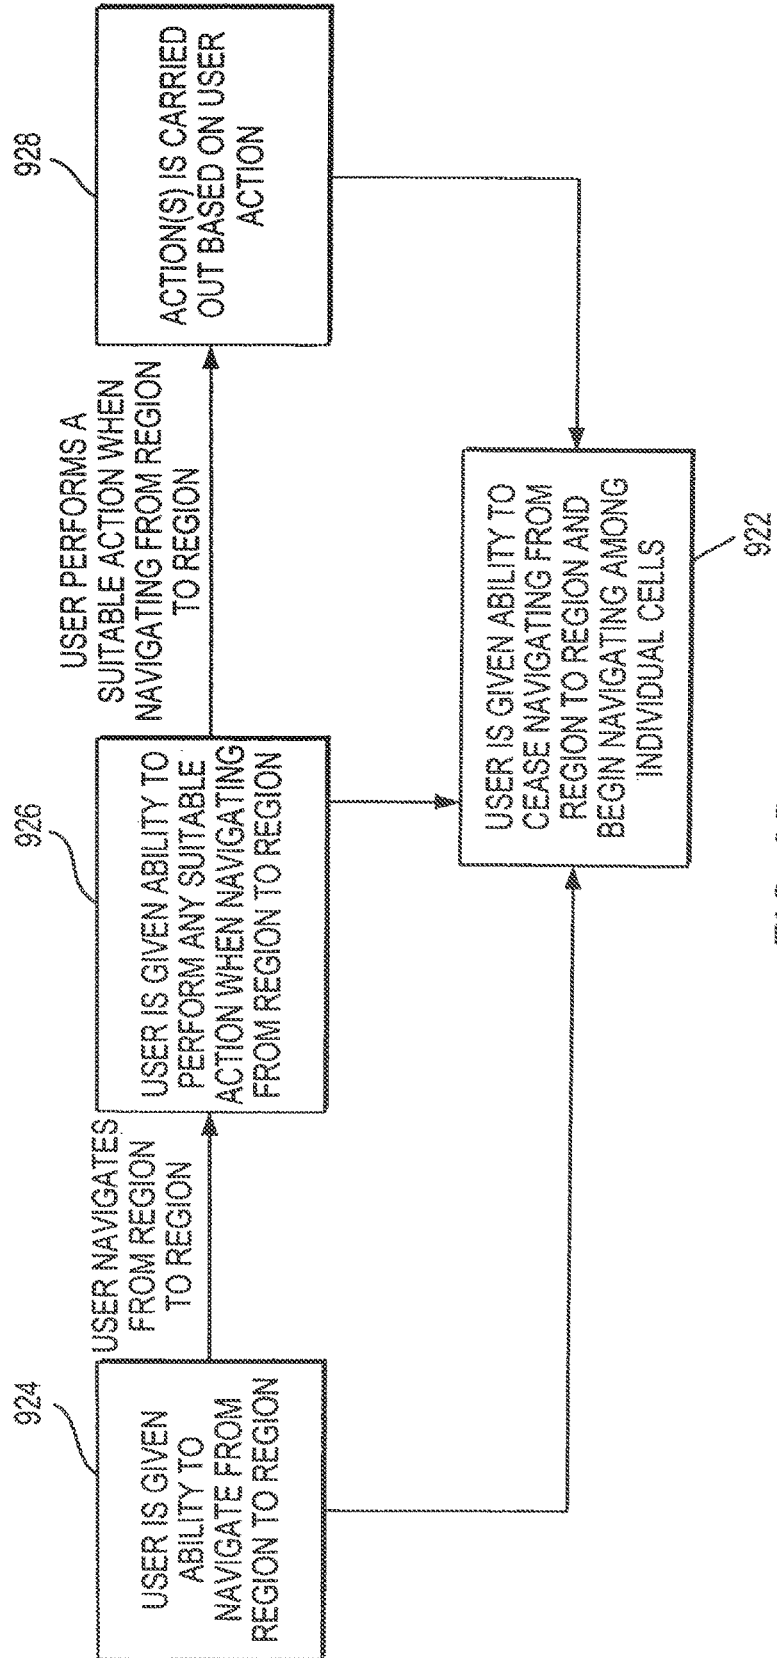 924
USER IS GIVEN
ABILITY TO
NAVIGATE FROM
REGION TO REGION
USER NAVIGATES
FROM REGION
TO REGION
926
USER IS GIVEN ABILITY TO
PERFORM ANY SUITABLE
ACTION WHEN NAVIGATING
FROM REGION TO REGION
USER PERFORMS A
SUITABLE ACTION WHEN
NAVIGATING FROM REGION
TO REGION
928
ACTION(S) IS CARRIED
OUT BASED ON USER
ACTION
USER IS GIVEN ABILITY TO
CEASE NAVIGATING FROM
REGION TO REGION AND
BEGIN NAVIGATING AMONG
INDIVIDUAL CELLS
922